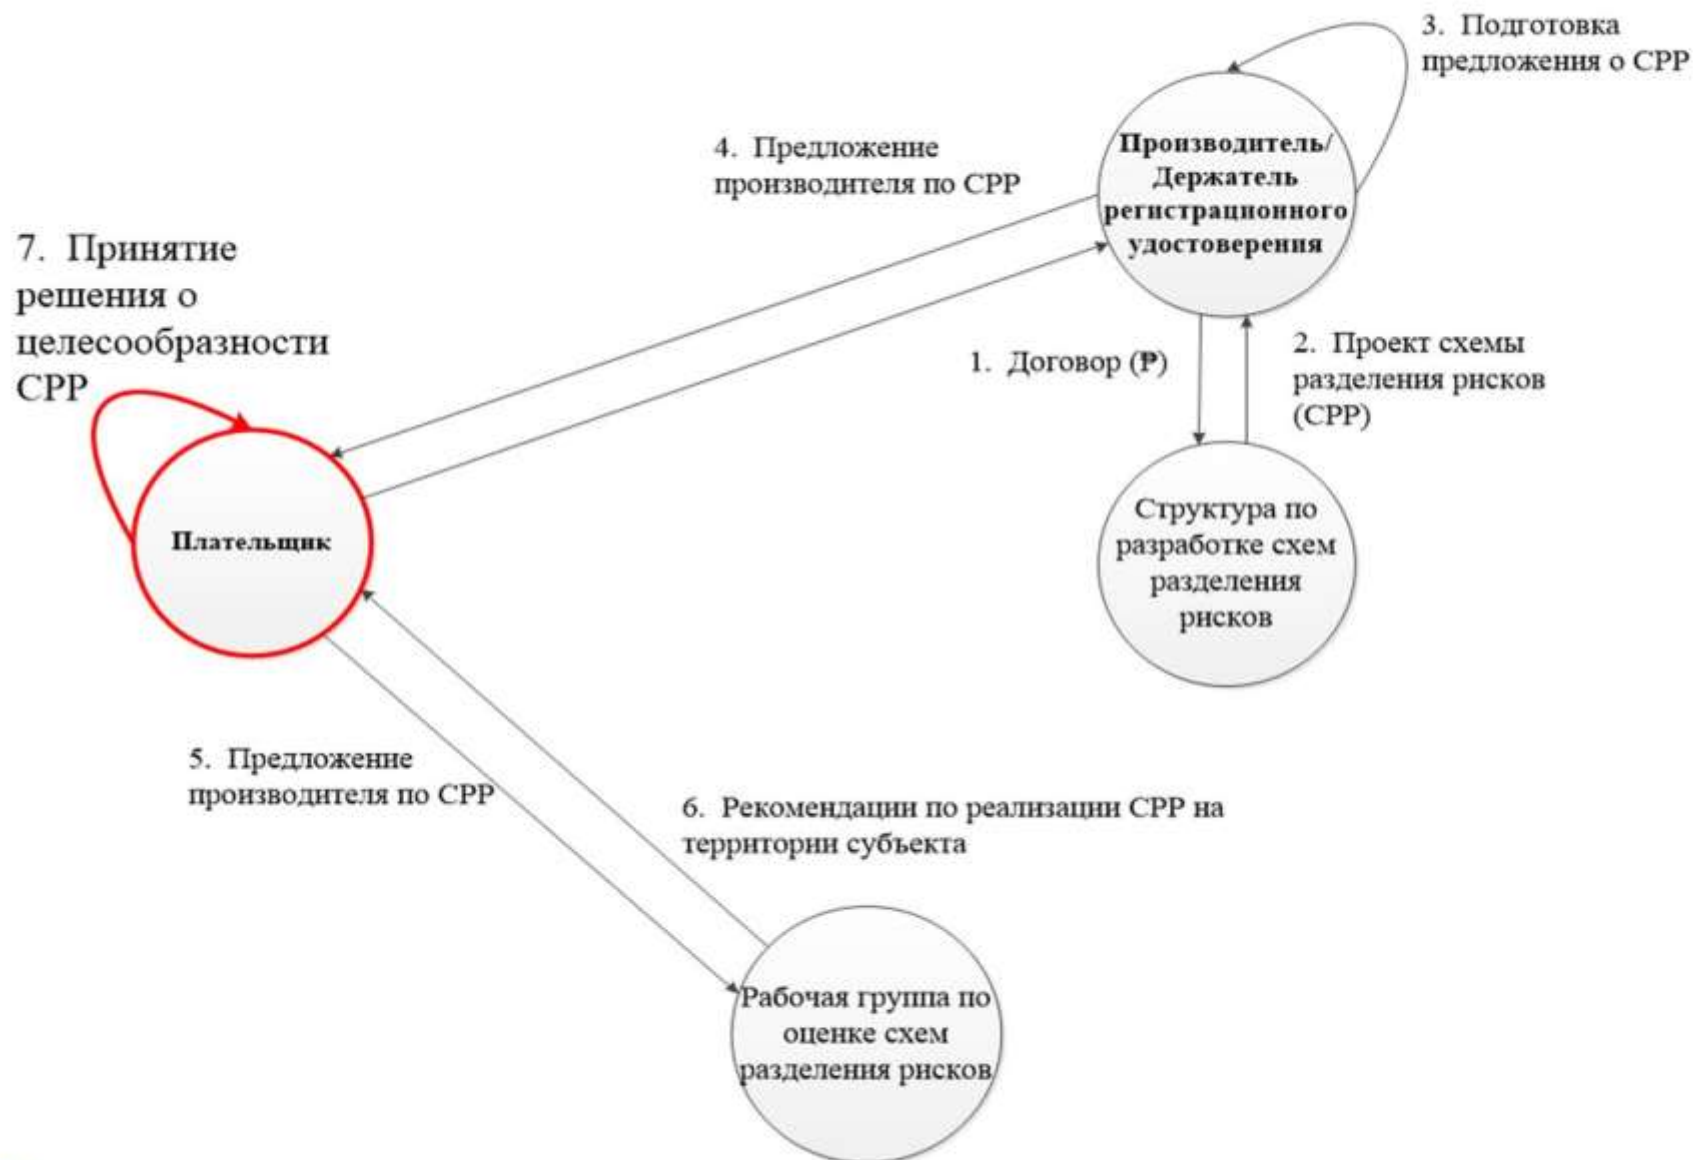 3. Подготовка
предложения о СРР
Производитель/
Держатель
регистрационного
удостоверения
4. Предложение
производителя по СРР
7. Принятие
решения о
целесообразности
СРР
1. Договор (₽)
2. Проект схемы
разделения рисков
(СРР)
Плательщик
Структура по
разработке схем
разделения
рисков
5. Предложение
производителя по СРР
6. Рекомендации по реализации СРР на
территории субъекта
Рабочая группа по
оценке схем
разделения рисков